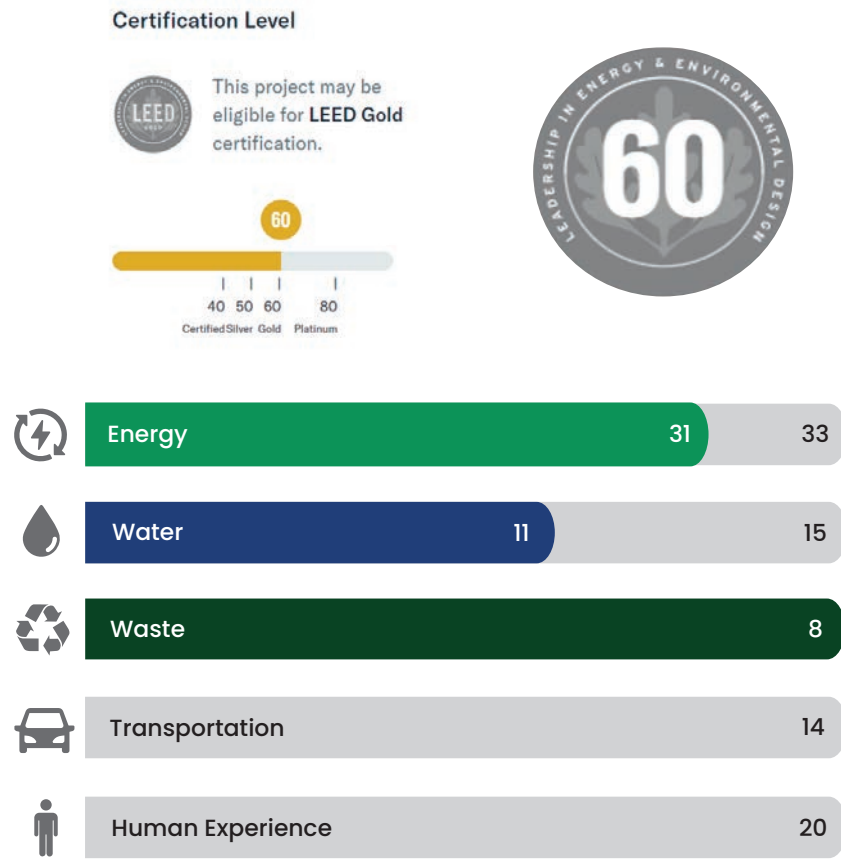 Certification Level
LEED
This project may be
eligible for LEED Gold
certification.
60
40 50 60 80
Certified Silver Gold Platinum
LEADERSHIP IN ENERGY & ENVIRONMENTAL DESIGN
60
Energy 31 33
Water 11 15
Waste 8
Transportation 14
Human Experience 20